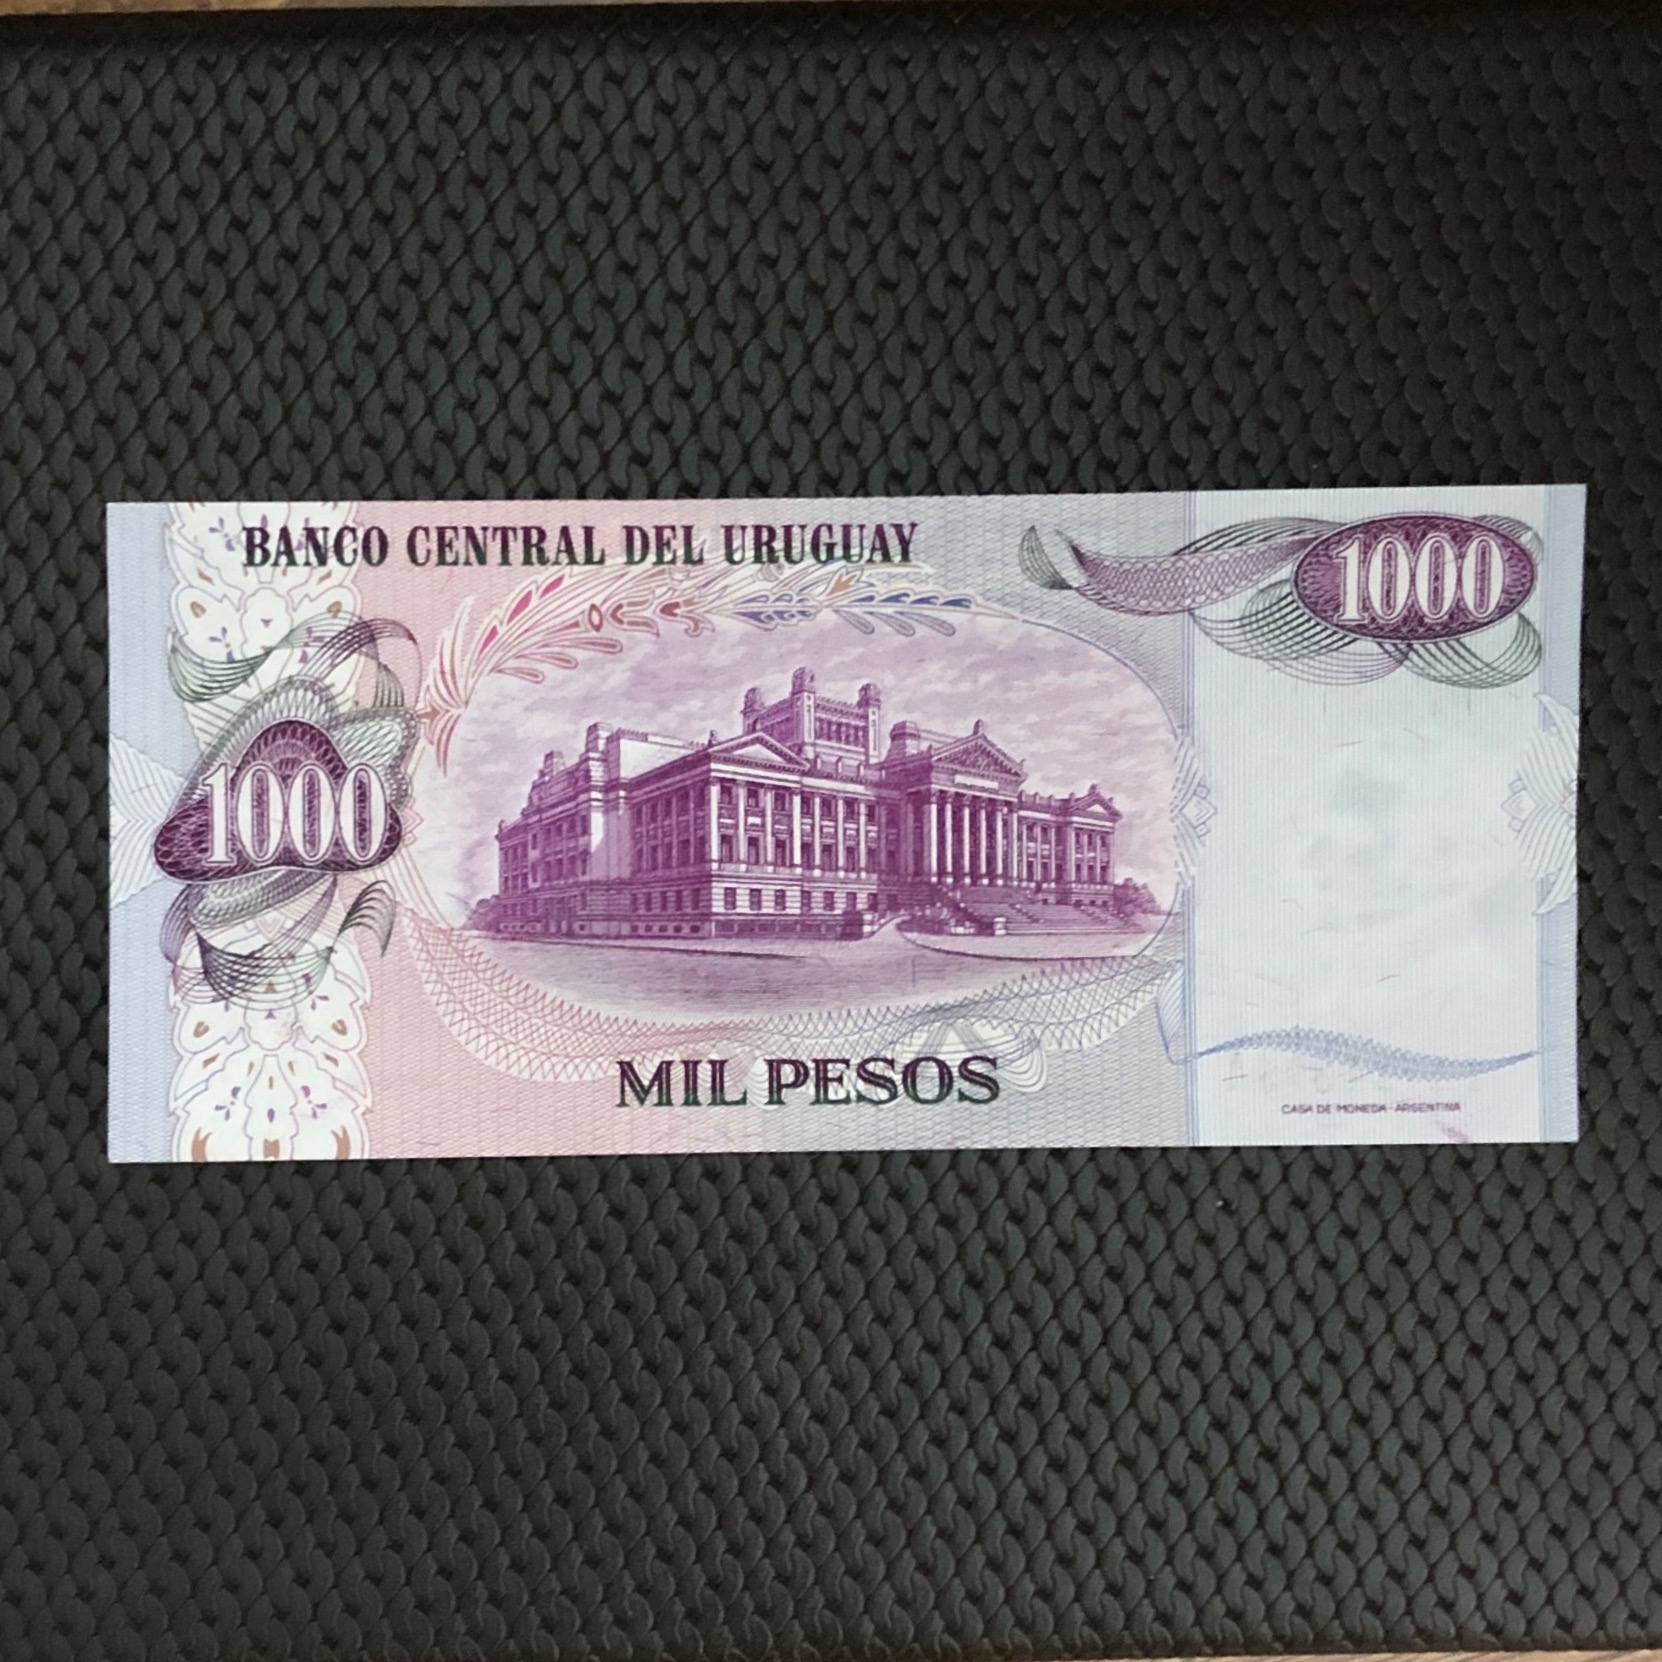 BANCO CENTRAL DEL URUGUAY
1000
1000
MIL PESOS
CASA DE MONEDA - ARGENTINA